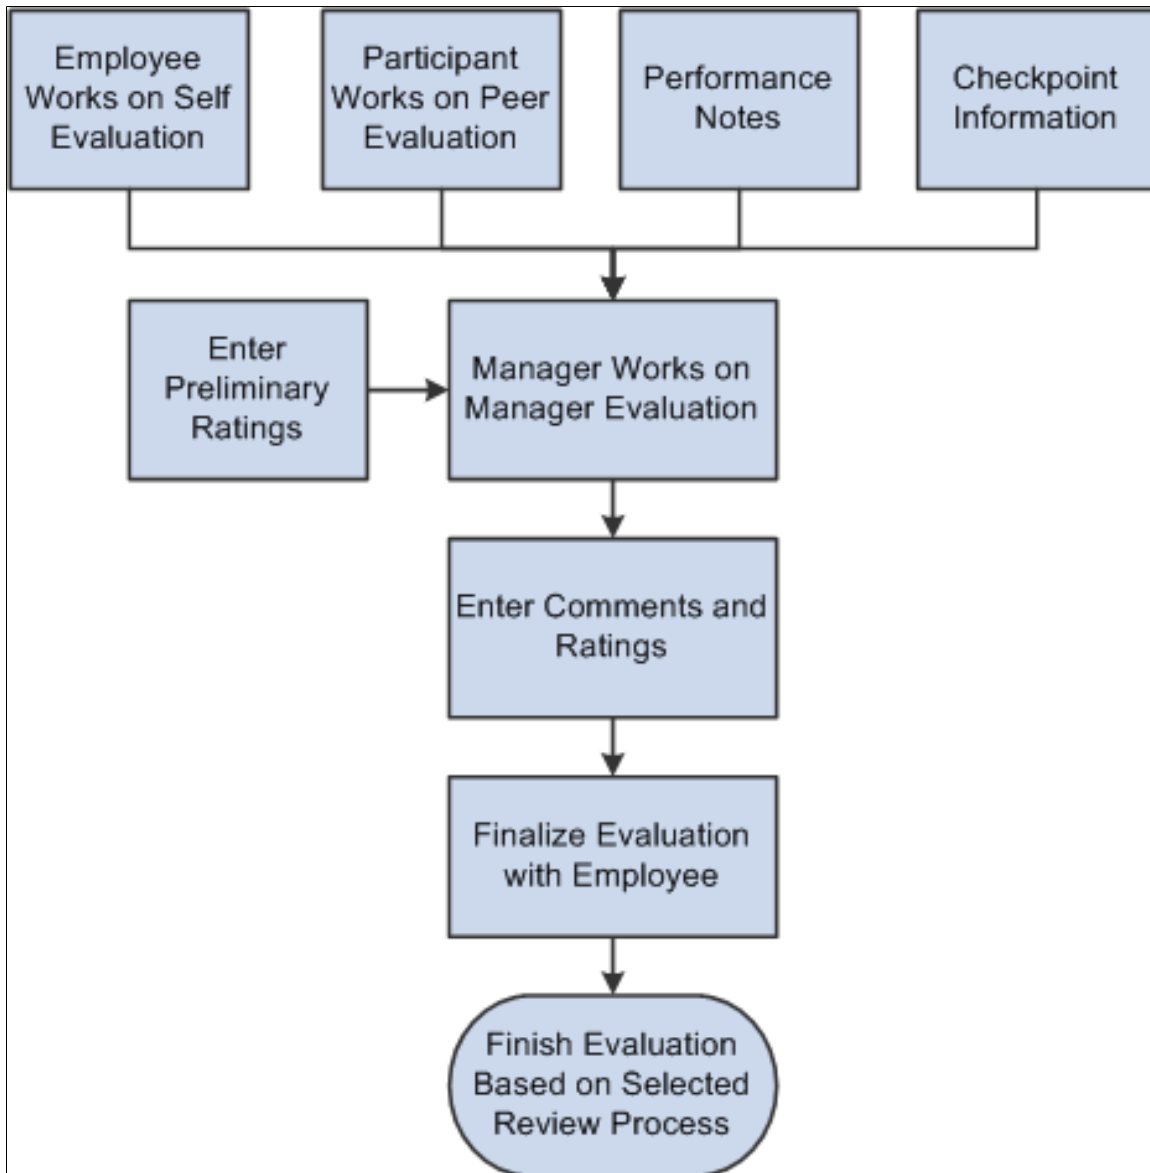 Employee
Works on Self
Evaluation
Participant
Works on Peer
Evaluation
Performance
Notes
Checkpoint
Information
Enter
Preliminary
Ratings
Manager Works on
Manager Evaluation
Enter Comments and
Ratings
Finalize Evaluation
with Employee
Finish Evaluation
Based on Selected
Review Process